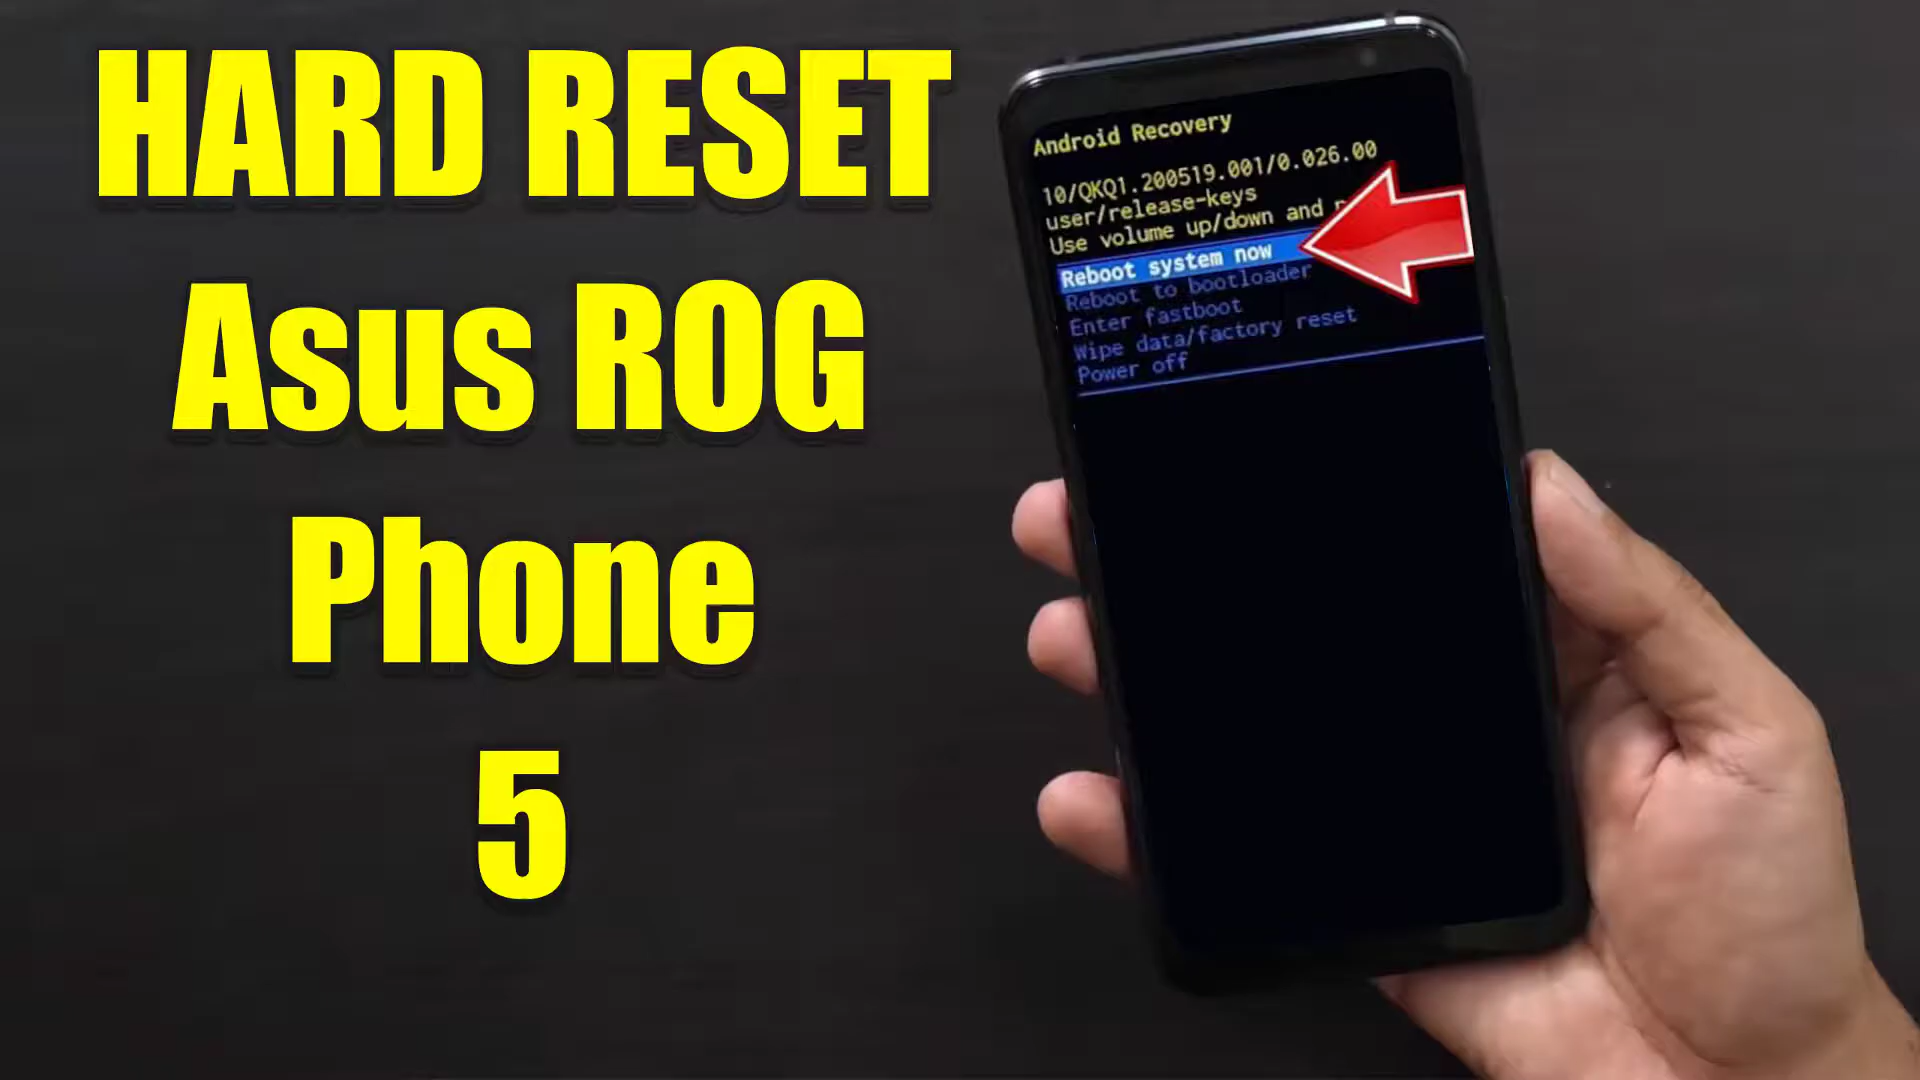 HARD RESET
Asus ROG
Phone
5
Android Recovery
10/QKQ1.200519.001/0.026.00
user/release-keys
Use volume up/down and
Reboot system now
Reboot to bootloader
Enter fastboot
Wipe data/factory reset
Power off